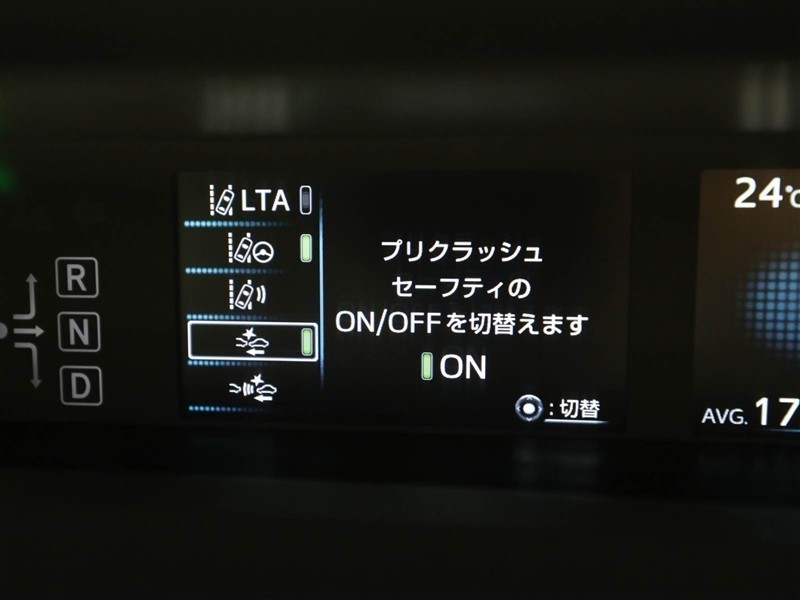 R
N
D
LTA
プリクラッシュ
セーフティの
ON/OFFを切替えます
ON
:切替
24°C
AVG. 17